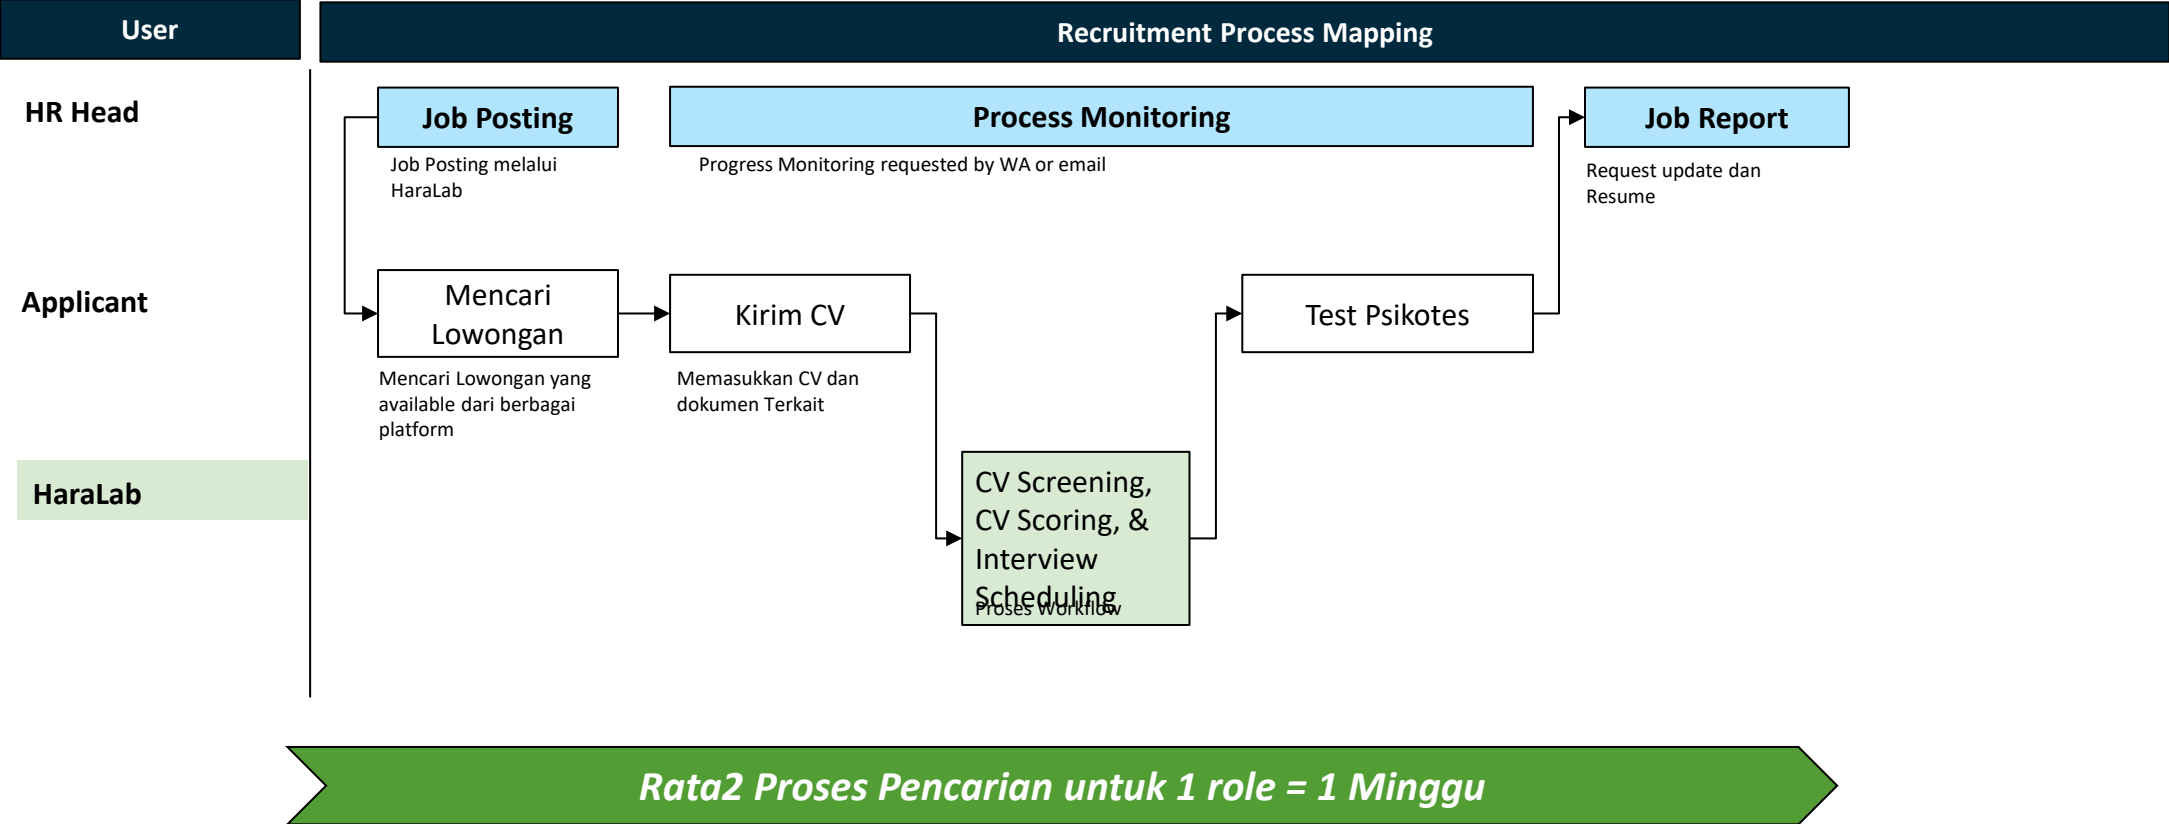 User
Recruitment Process Mapping
HR Head
Job Posting
Process Monitoring
Job Report
Job Posting melalui
HaraLab
Progress Monitoring requested by WA or email
Request update dan
Resume
Applicant
Mencari
Lowongan
Kirim CV
Test Psikotes
Mencari Lowongan yang
available dari berbagai
platform
Memasukkan CV dan
dokumen Terkait
HaraLab
CV Screening,
CV Scoring, &
Interview
Scheduling
Proses Workflow
Rata2 Proses Pencarian untuk 1 role = 1 Minggu